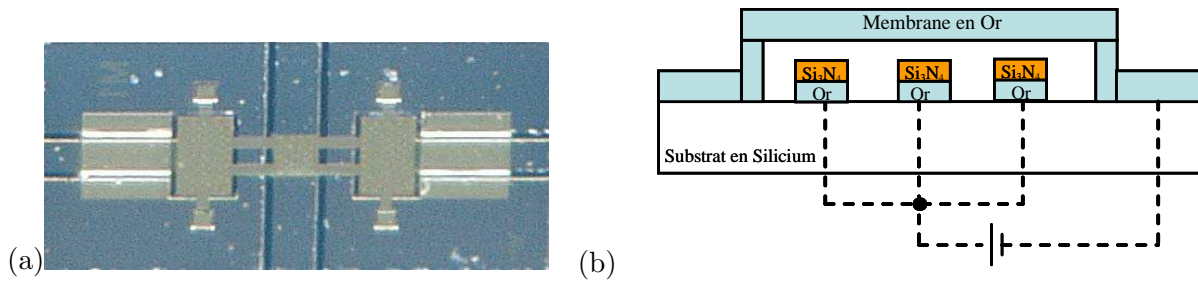 Membrane en Or
Si₃N₄ Si₃N₄ Si₃N₄
Or Or Or
Substrat en Silicium
(a) (b)